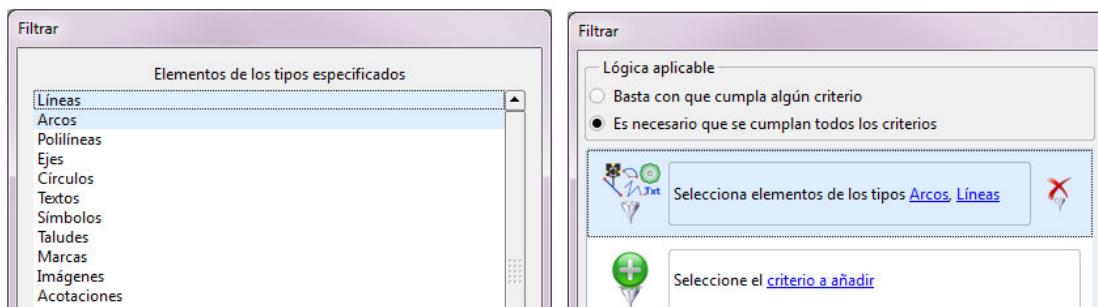 Filtrar
Elementos de los tipos especificados
Líneas
Arcos
Polilíneas
Ejes
Círculos
Textos
Símbolos
Taludes
Marcas
Imágenes
Acotaciones
Filtrar
Lógica aplicable
Basta con que cumpla algún criterio
Es necesario que se cumplan todos los criterios
.Txt
Selecciona elementos de los tipos Arcos, Líneas
Seleccione el criterio a añadir